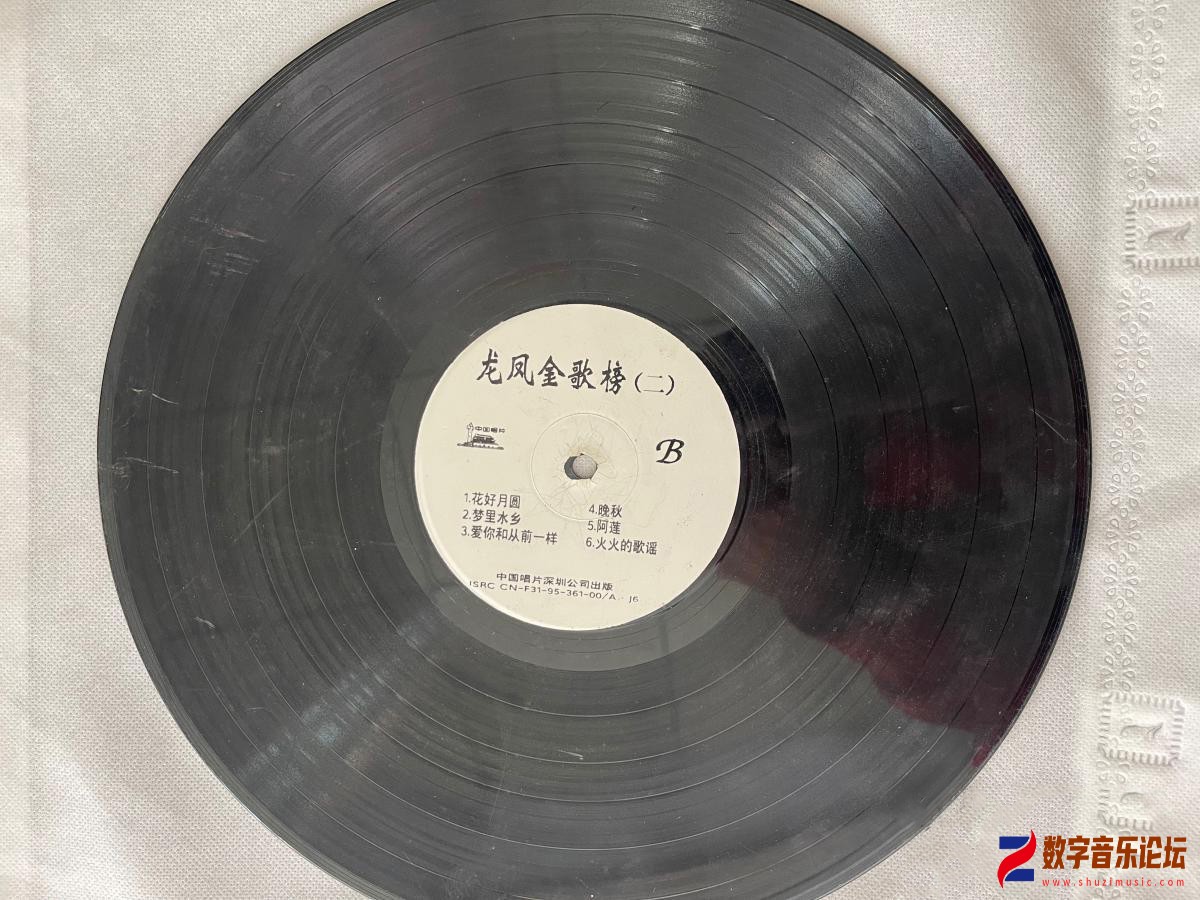 龙凤金歌榜(二)
中国唱片
B
1.花好月圆
2.梦里水乡
3.爱你和从前一样
4.晚秋
5.阿莲
6.火火的歌谣
中国唱片深圳公司出版
ISRC CN-F31-95-361-00/A·J6
数字音乐论坛
www.shuzimusic.com